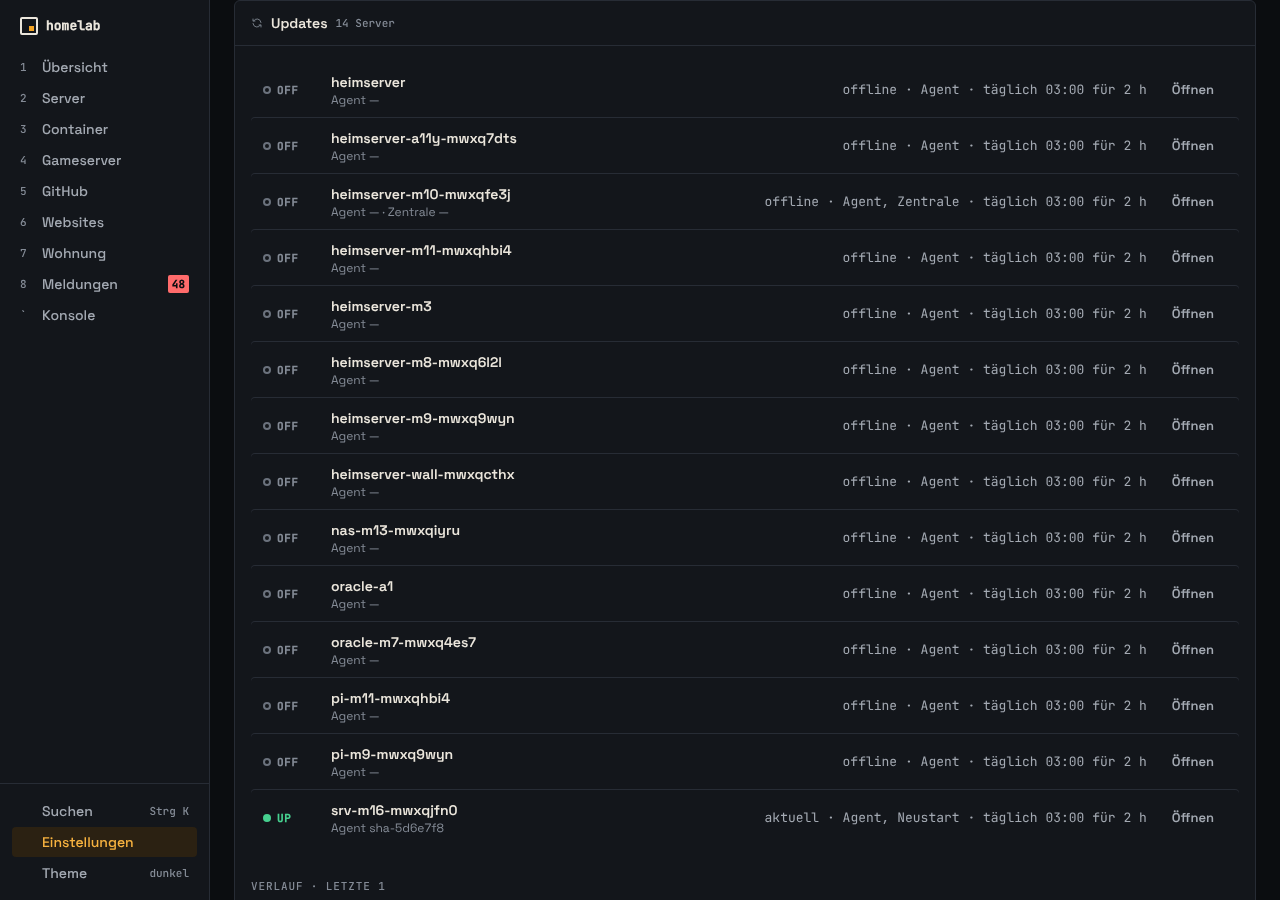 homelab
1 Übersicht
2 Server
3 Container
4 Gameserver
5 GitHub
6 Websites
7 Wohnung
8 Meldungen 48
` Konsole
Suchen Strg K
Einstellungen
Theme dunkel
Updates 14 Server
OFF heimserver offline · Agent · täglich 03:00 für 2 h Öffnen
Agent —
OFF heimserver-a11y-mwxq7dts offline · Agent · täglich 03:00 für 2 h Öffnen
Agent —
OFF heimserver-m10-mwxqfe3j offline · Agent, Zentrale · täglich 03:00 für 2 h Öffnen
Agent — · Zentrale —
OFF heimserver-m11-mwxqhbi4 offline · Agent · täglich 03:00 für 2 h Öffnen
Agent —
OFF heimserver-m3 offline · Agent · täglich 03:00 für 2 h Öffnen
Agent —
OFF heimserver-m8-mwxq6l2l offline · Agent · täglich 03:00 für 2 h Öffnen
Agent —
OFF heimserver-m9-mwxq9wyn offline · Agent · täglich 03:00 für 2 h Öffnen
Agent —
OFF heimserver-wall-mwxqcthx offline · Agent · täglich 03:00 für 2 h Öffnen
Agent —
OFF nas-m13-mwxqiyru offline · Agent · täglich 03:00 für 2 h Öffnen
Agent —
OFF oracle-a1 offline · Agent · täglich 03:00 für 2 h Öffnen
Agent —
OFF oracle-m7-mwxq4es7 offline · Agent · täglich 03:00 für 2 h Öffnen
Agent —
OFF pi-m11-mwxqhbi4 offline · Agent · täglich 03:00 für 2 h Öffnen
Agent —
OFF pi-m9-mwxq9wyn offline · Agent · täglich 03:00 für 2 h Öffnen
Agent —
UP srv-m16-mwxqjfn0 aktuell · Agent, Neustart · täglich 03:00 für 2 h Öffnen
Agent sha-5d6e7f8
VERLAUF · LETZTE 1